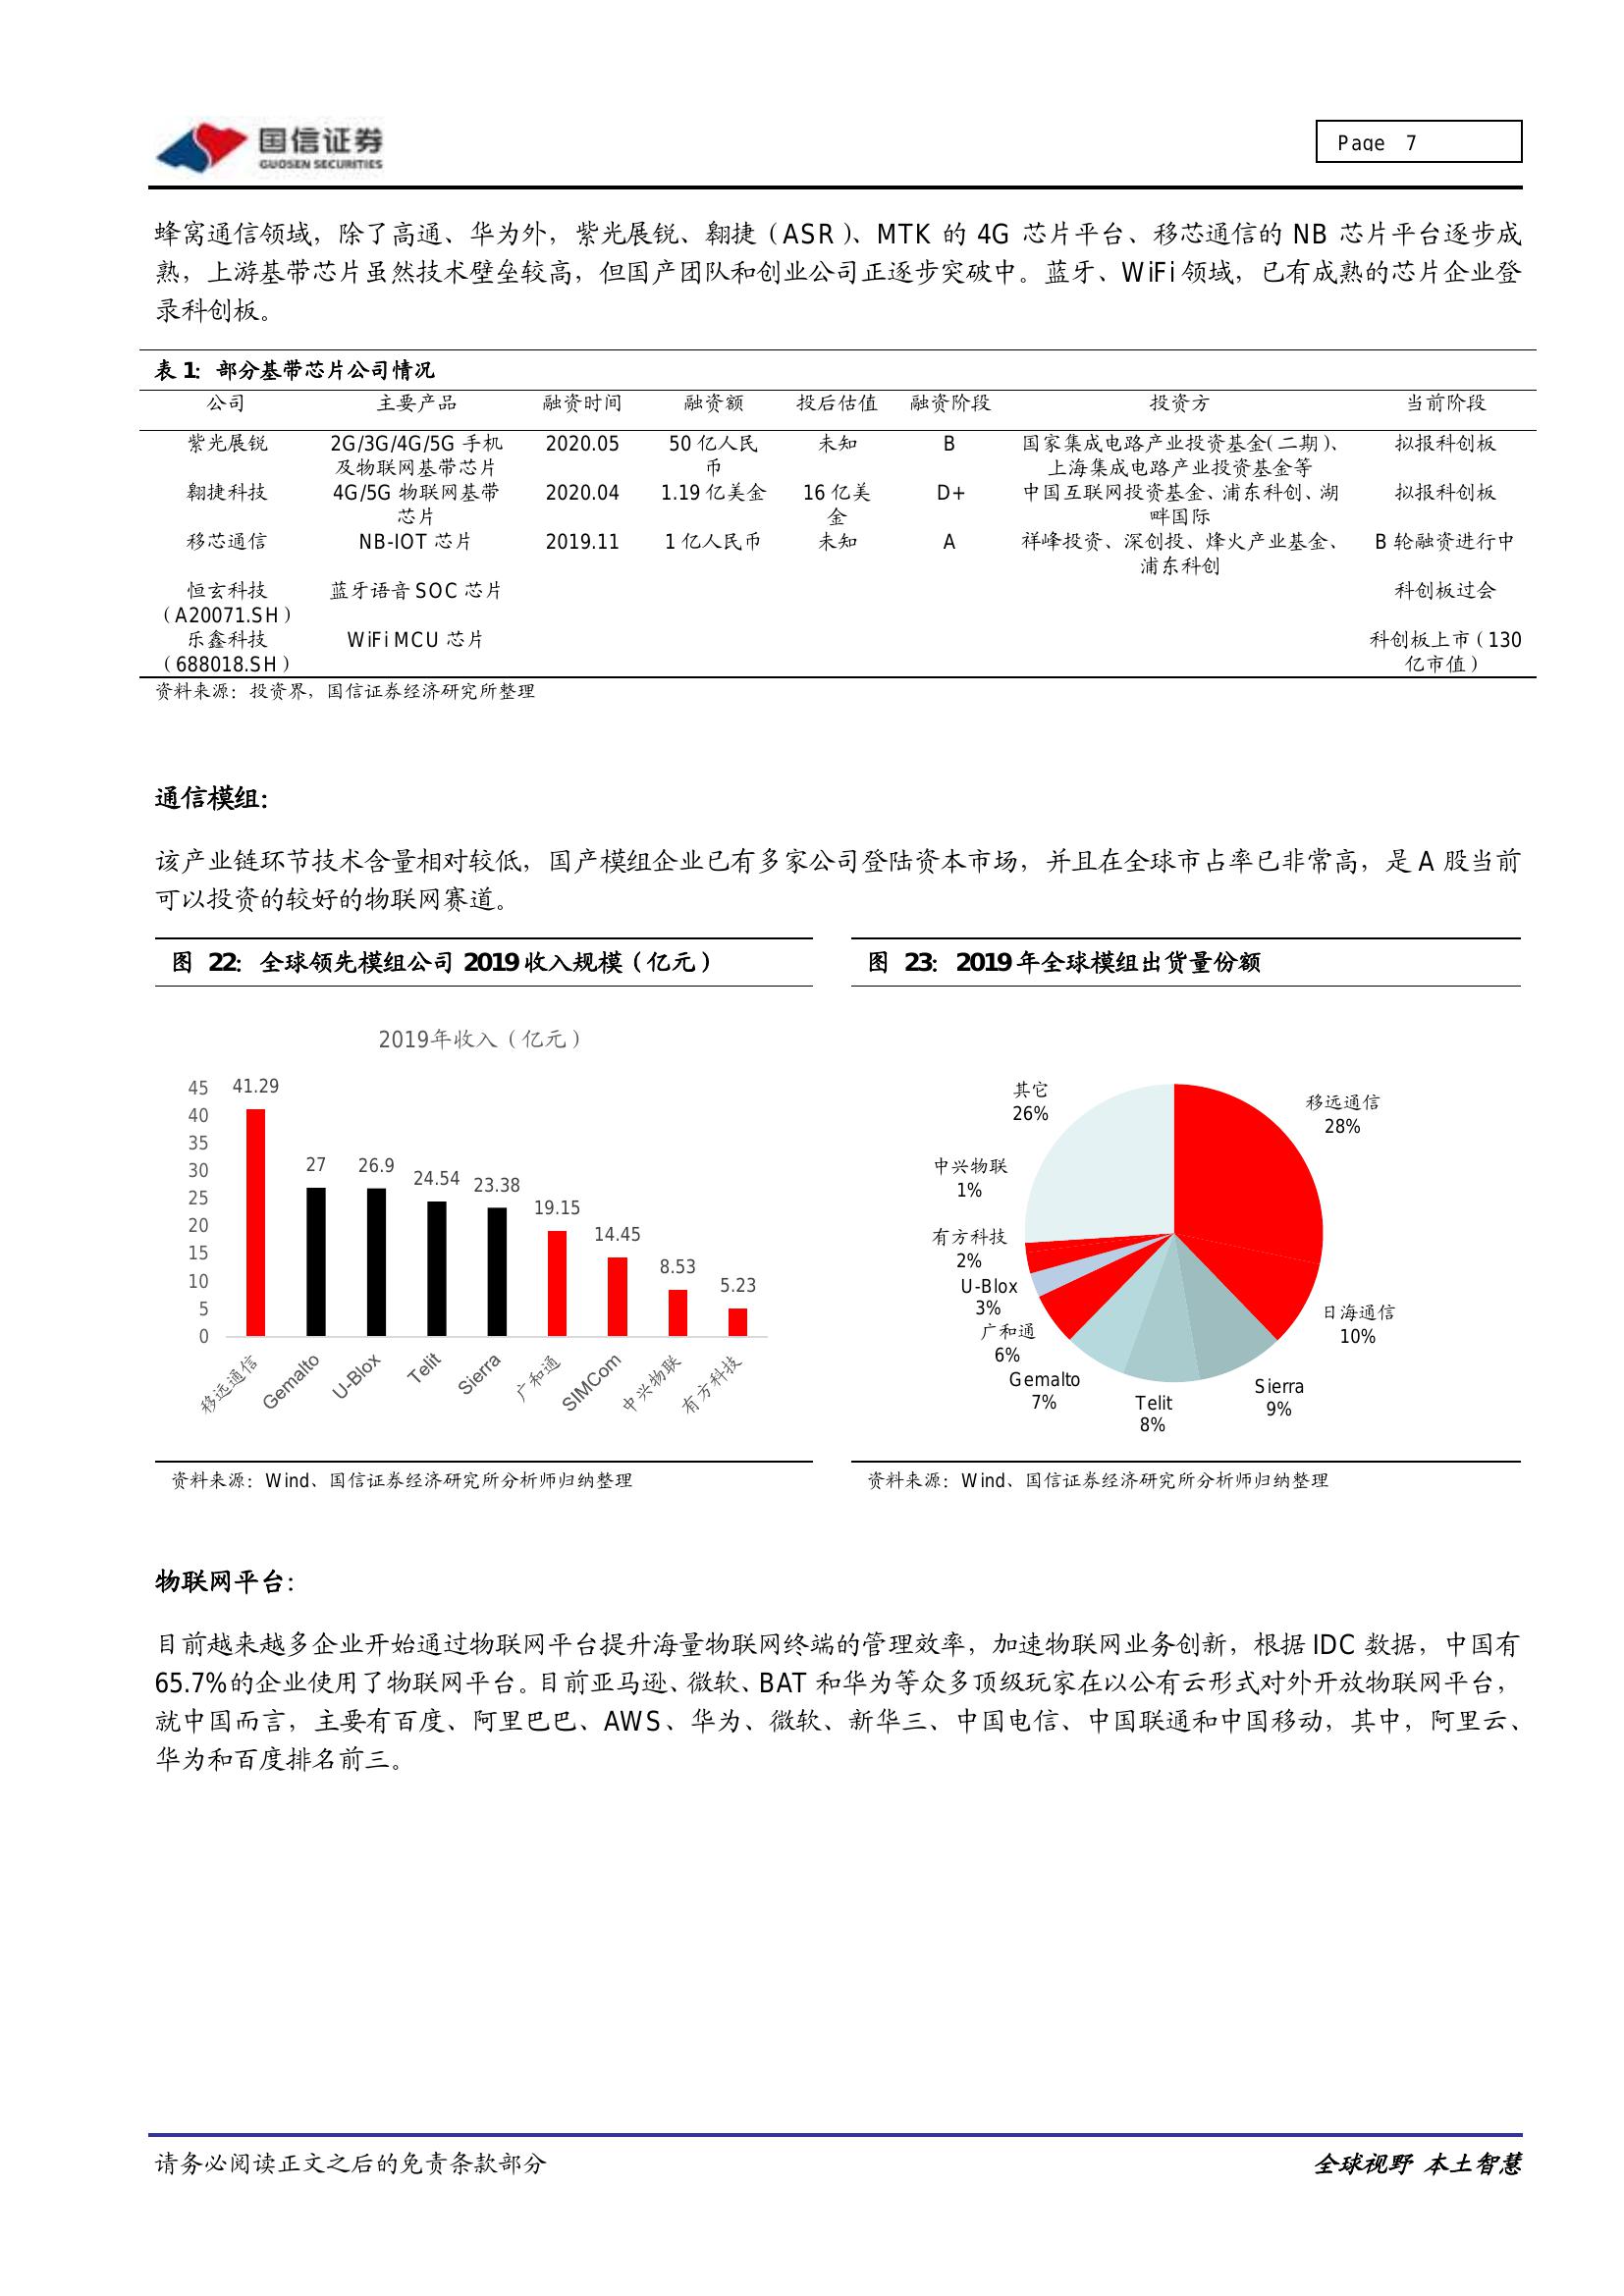 国信证券
GUOSEN SECURITIES
Page 7
蜂窝通信领域，除了高通、华为外，紫光展锐、翱捷（ASR）、MTK 的 4G 芯片平台、移芯通信的 NB 芯片平台逐步成
熟，上游基带芯片虽然技术壁垒较高，但国产团队和创业公司正逐步突破中。蓝牙、WiFi 领域，已有成熟的芯片企业登
录科创板。
表 1：部分基带芯片公司情况
公司 主要产品 融资时间 融资额 投后估值 融资阶段 投资方 当前阶段
紫光展锐 2G/3G/4G/5G 手机 2020.05 50 亿人民 未知 B 国家集成电路产业投资基金（二期）、 拟报科创板
及物联网基带芯片 币 上海集成电路产业投资基金等
翱捷科技 4G/5G 物联网基带 2020.04 1.19 亿美金 16 亿美 D+ 中国互联网投资基金、浦东科创、湖 拟报科创板
芯片 金 畔国际
移芯通信 NB-IOT 芯片 2019.11 1 亿人民币 未知 A 祥峰投资、深创投、烽火产业基金、 B 轮融资进行中
浦东科创
恒玄科技 蓝牙语音 SOC 芯片 科创板过会
（A20071.SH）
乐鑫科技 WiFi MCU 芯片 科创板上市（130
（688018.SH） 亿市值）
资料来源：投资界，国信证券经济研究所整理
通信模组：
该产业链环节技术含量相对较低，国产模组企业已有多家公司登陆资本市场，并且在全球市占率已非常高，是 A 股当前
可以投资的较好的物联网赛道。
图 22：全球领先模组公司 2019 收入规模（亿元）
2019年收入（亿元）
45
40
35
30
25
20
15
10
5
0
41.29
27
26.9
24.54
23.38
19.15
14.45
8.53
5.23
移远通信
Gemalto
U-Blox
Telit
Sierra
广和通
SIMCom
中兴物联
有方科技
资料来源：Wind、国信证券经济研究所分析师归纳整理
图 23：2019 年全球模组出货量份额
移远通信
28%
日海通信
10%
Sierra
9%
Telit
8%
Gemalto
7%
广和通
6%
U-Blox
3%
有方科技
2%
中兴物联
1%
其它
26%
资料来源：Wind、国信证券经济研究所分析师归纳整理
物联网平台：
目前越来越多企业开始通过物联网平台提升海量物联网终端的管理效率，加速物联网业务创新，根据 IDC 数据，中国有
65.7%的企业使用了物联网平台。目前亚马逊、微软、BAT 和华为等众多顶级玩家在以公有云形式对外开放物联网平台，
就中国而言，主要有百度、阿里巴巴、AWS、华为、微软、新华三、中国电信、中国联通和中国移动，其中，阿里云、
华为和百度排名前三。
请务必阅读正文之后的免责条款部分
全球视野 本土智慧